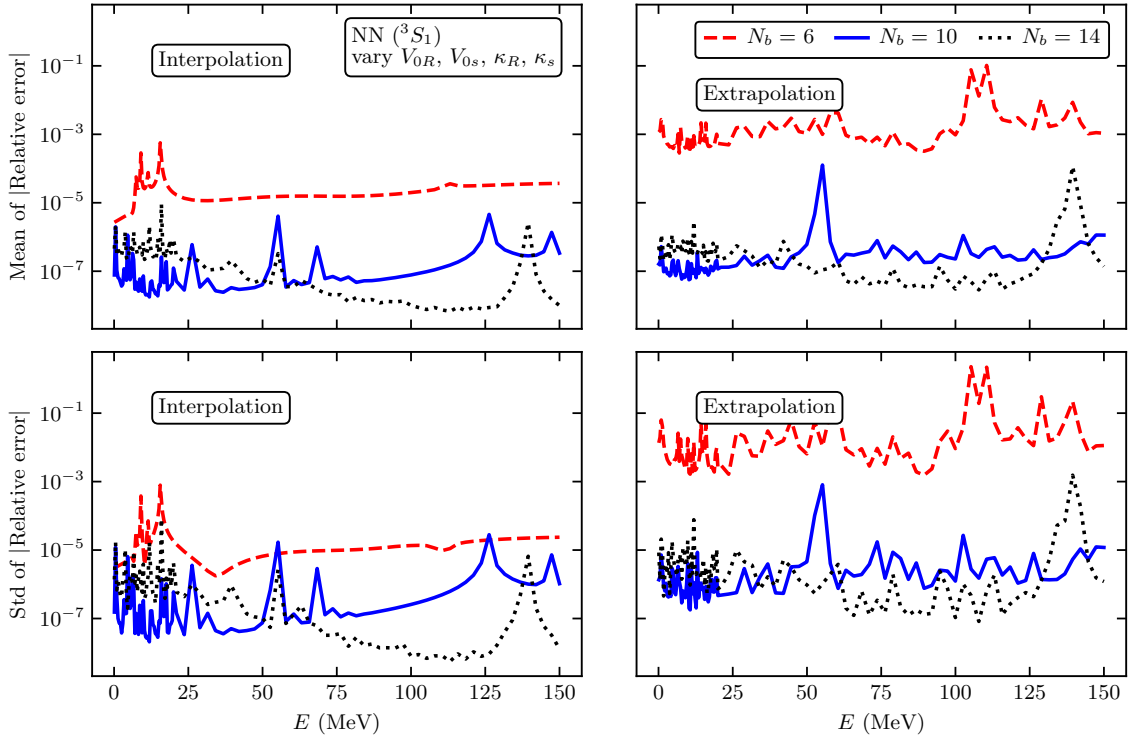 NN (³S₁)
vary V₀R, V₀s, κR, κs
Interpolation
Mean of |Relative error|
10⁻¹
10⁻³
10⁻⁵
10⁻⁷
N_b = 6
N_b = 10
N_b = 14
Extrapolation
Interpolation
Std of |Relative error|
10⁻¹
10⁻³
10⁻⁵
10⁻⁷
0 25 50 75 100 125 150
E (MeV)
Extrapolation
0 25 50 75 100 125 150
E (MeV)